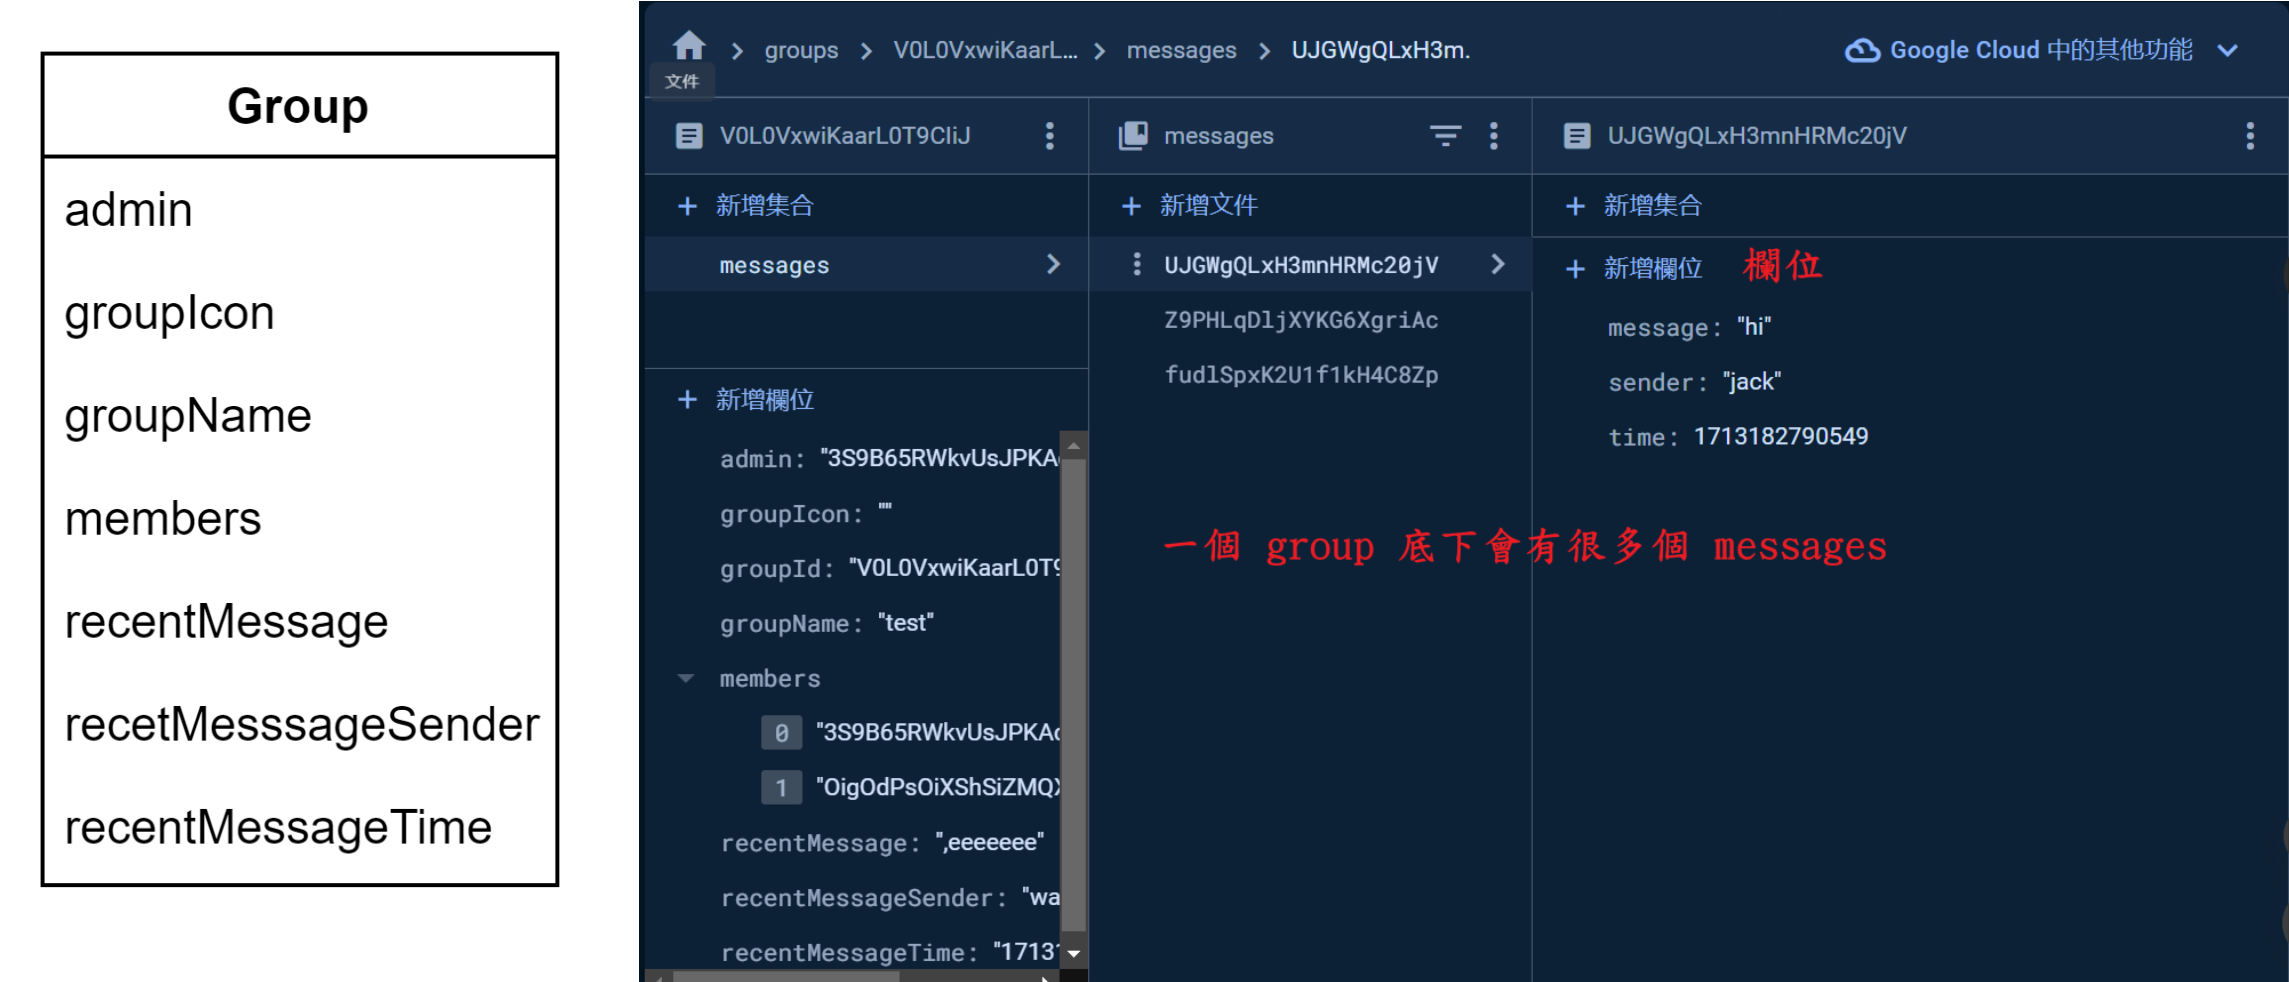 Group
admin
groupIcon
groupName
members
recentMessage
recetMesssageSender
recentMessageTime
groups
V0L0VxwiKaarL...
messages
UJGWgQLxH3m.
Google Cloud 中的其他功能
文件
V0L0VxwiKaarL0T9CIiJ
messages
UJGWgQLxH3mnHRMc20jV
+ 新增集合
+ 新增文件
+ 新增集合
messages
UJGWgQLxH3mnHRMc20jV
+ 新增欄位 欄位
Z9PHLqDljXYKG6XgriAc
message: "hi"
fudlSpxK2U1f1kH4C8Zp
sender: "jack"
time: 1713182790549
+ 新增欄位
admin: "3S9B65RWkvUsJPKA
groupIcon: ""
groupId: "V0L0VxwiKaarL0T9
groupName: "test"
members
0 "3S9B65RWkvUsJPKA
1 "OigOdPsOiXShSiZMQ
recentMessage: ",eeeeeee"
recentMessageSender: "wa
recentMessageTime: "1713
一個 group 底下會有很多個 messages